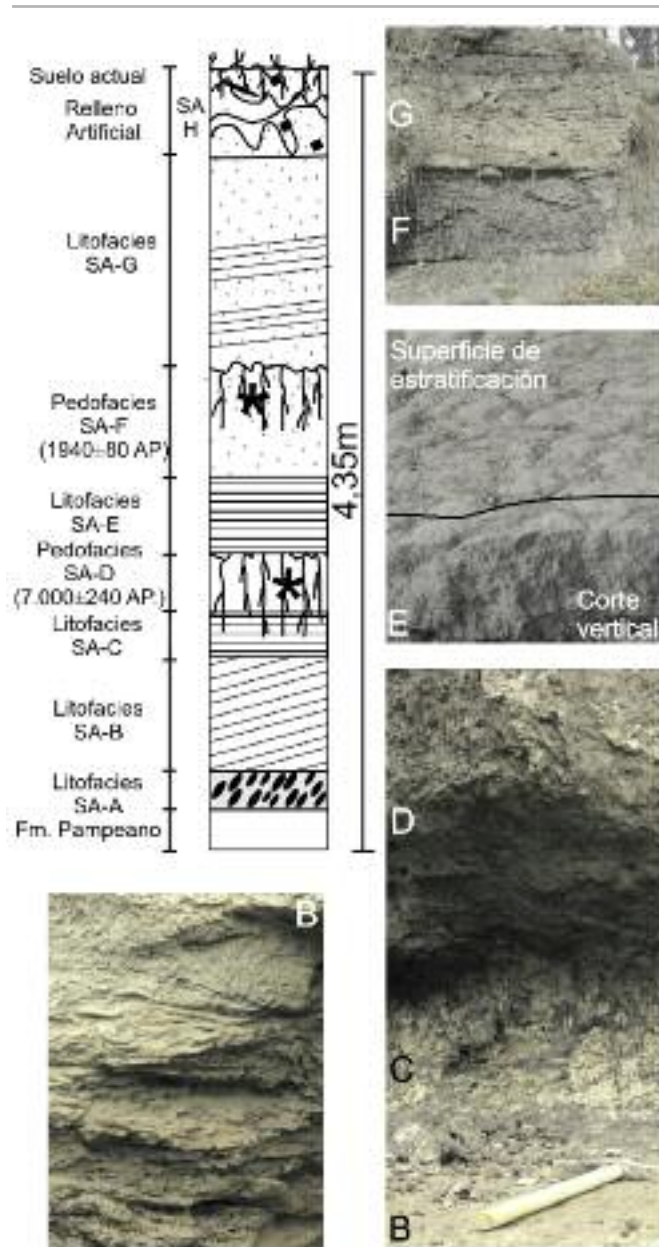 Suelo actual
Relleno
Artificial
SA
H
Litofacies
SA-G
Pedofacies
SA-F
(1940±80 AP)
Litofacies
SA-E
Pedofacies
SA-D
(7.000±240 AP)
Litofacies
SA-C
Litofacies
SA-B
Litofacies
SA-A
Fm. Pampeano
4,35m
G
F
Superficie de
estratificación
Corte
vertical
E
D
C
B
B